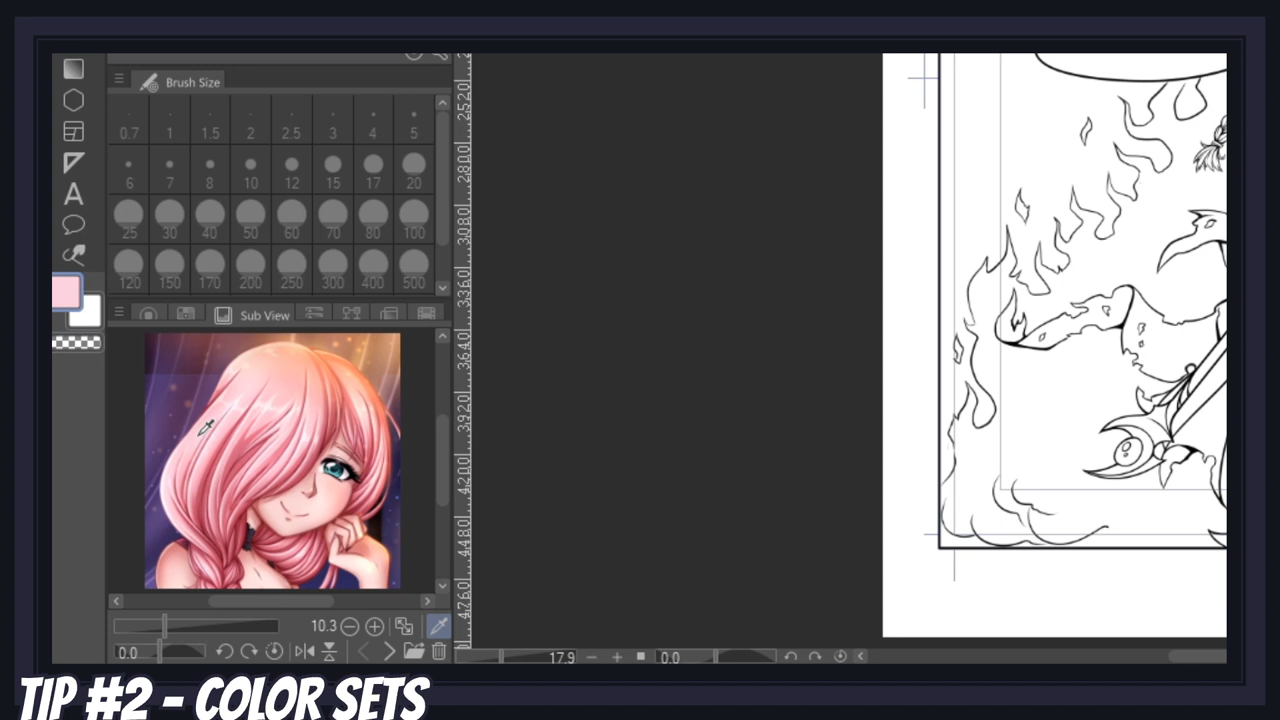 Brush Size
0.7 1 1.5 2 2.5 3 4 5
6 7 8 10 12 15 17 20
25 30 40 50 60 70 80 100
120 150 170 200 250 300 400 500
Sub View
10.3
0.0
2520
2800
3080
3360
3640
3920
4200
4480
4760
17.9 0.0
TIP #2 - COLOR SETS